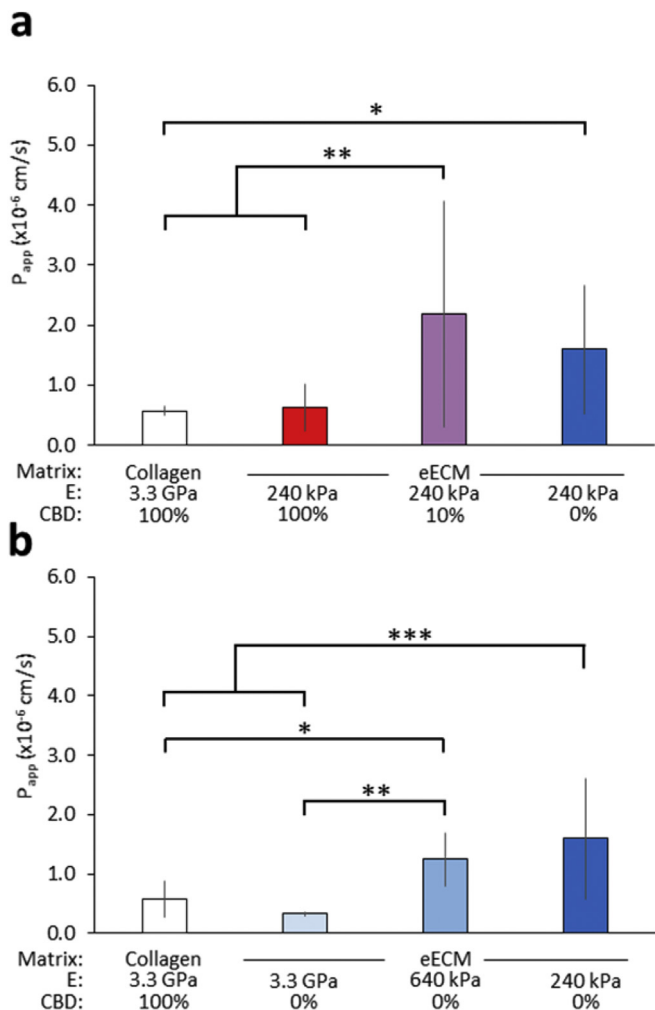 a
6.0
*
5.0
**
4.0
Papp (x10⁻⁶ cm/s)
3.0
2.0
1.0
0.0
Matrix: Collagen eECM
E: 3.3 GPa 240 kPa 240 kPa 240 kPa
CBD: 100% 100% 10% 0%
b
6.0
5.0
***
4.0
Papp (x10⁻⁶ cm/s)
*
3.0
**
2.0
1.0
0.0
Matrix: Collagen eECM
E: 3.3 GPa 3.3 GPa 640 kPa 240 kPa
CBD: 100% 0% 0% 0%